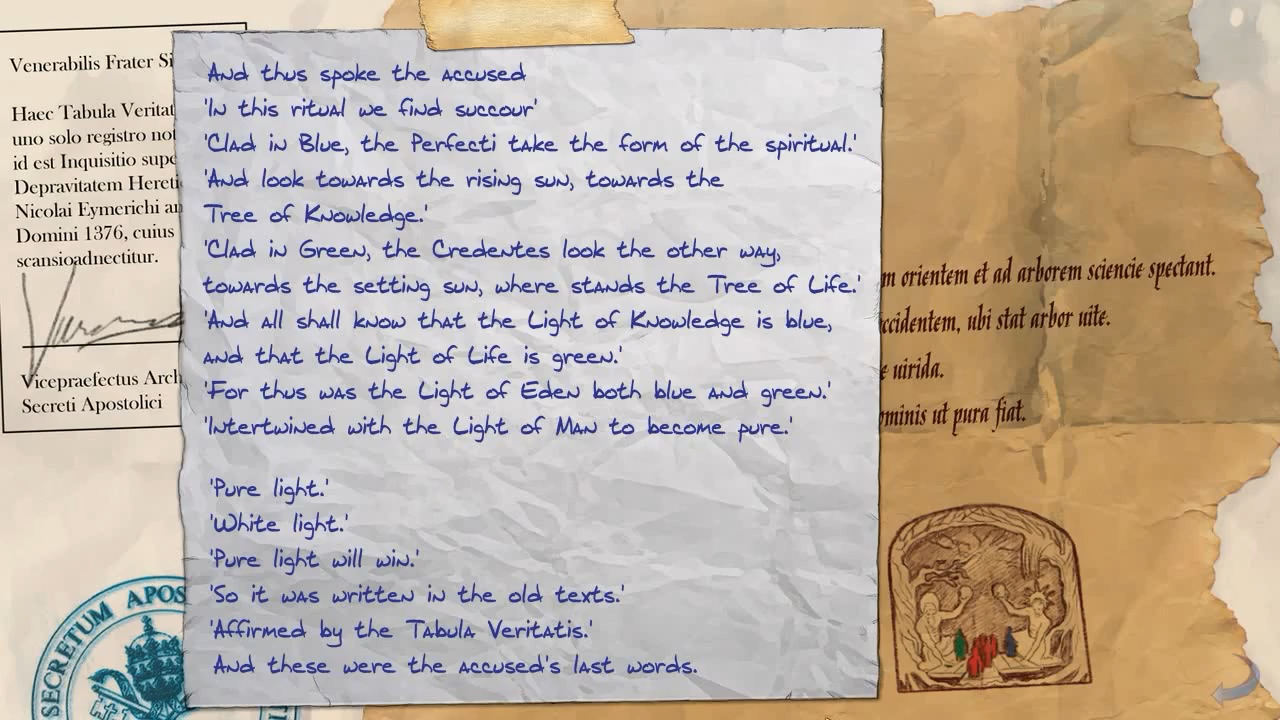 Venerabilis Frater Si
Haec Tabula Veritat
uno solo registro not
id est Inquisitio supe
Depravitatem Hereti
Nicolai Eymerichi an
Domini 1376, cuius
scansioadnectitur.
Vicepraefectus Arch
Secreti Apostolici
SECRETUM APOS
And thus spoke the accused
'In this ritual we find succour'
'Clad in Blue, the Perfecti take the form of the spiritual.'
'And look towards the rising sun, towards the
Tree of Knowledge.'
'Clad in Green, the Credentes look the other way,
towards the setting sun, where stands the Tree of Life.'
'And all shall know that the Light of Knowledge is blue,
and that the Light of Life is green.'
'For thus was the Light of Eden both blue and green.'
'Intertwined with the Light of Man to become pure.'
'Pure light.'
'White light.'
'Pure light will win.'
'So it was written in the old texts.'
'Affirmed by the Tabula Veritatis.'
And these were the accused's last words.
m orientem et ad arborem sciencie spectant.
ccidentem, ubi stat arbor uite.
e uirida.
ominis ut pura fiat.